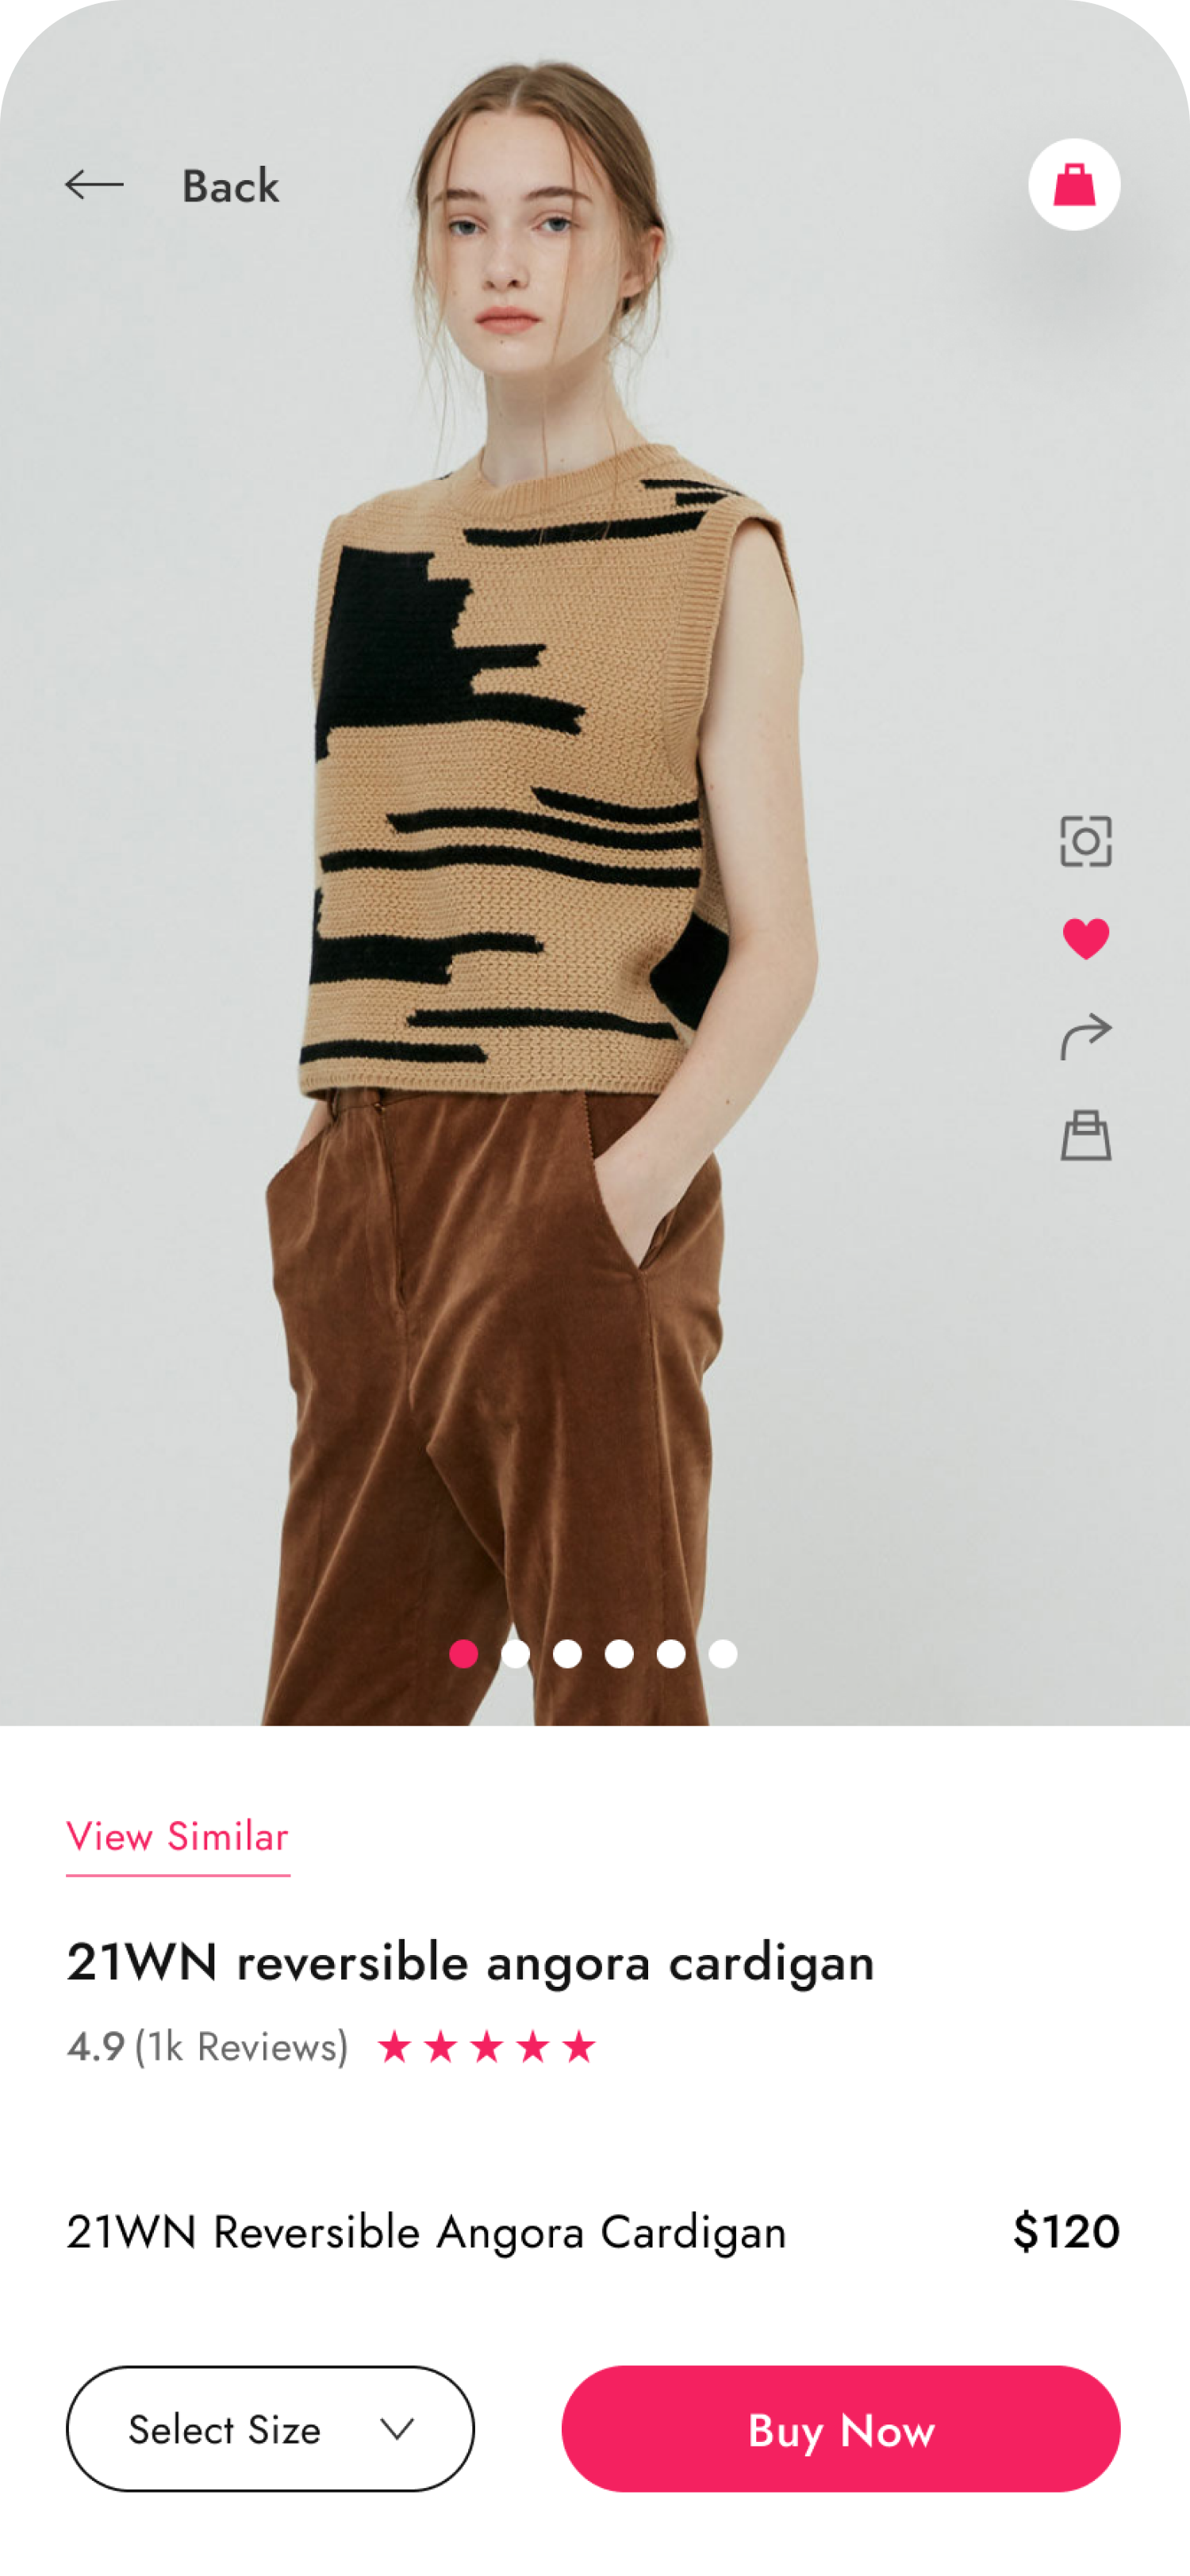 Back
View Similar
21WN reversible angora cardigan
4.9 (1k Reviews)
21WN Reversible Angora Cardigan $120
Select Size
Buy Now